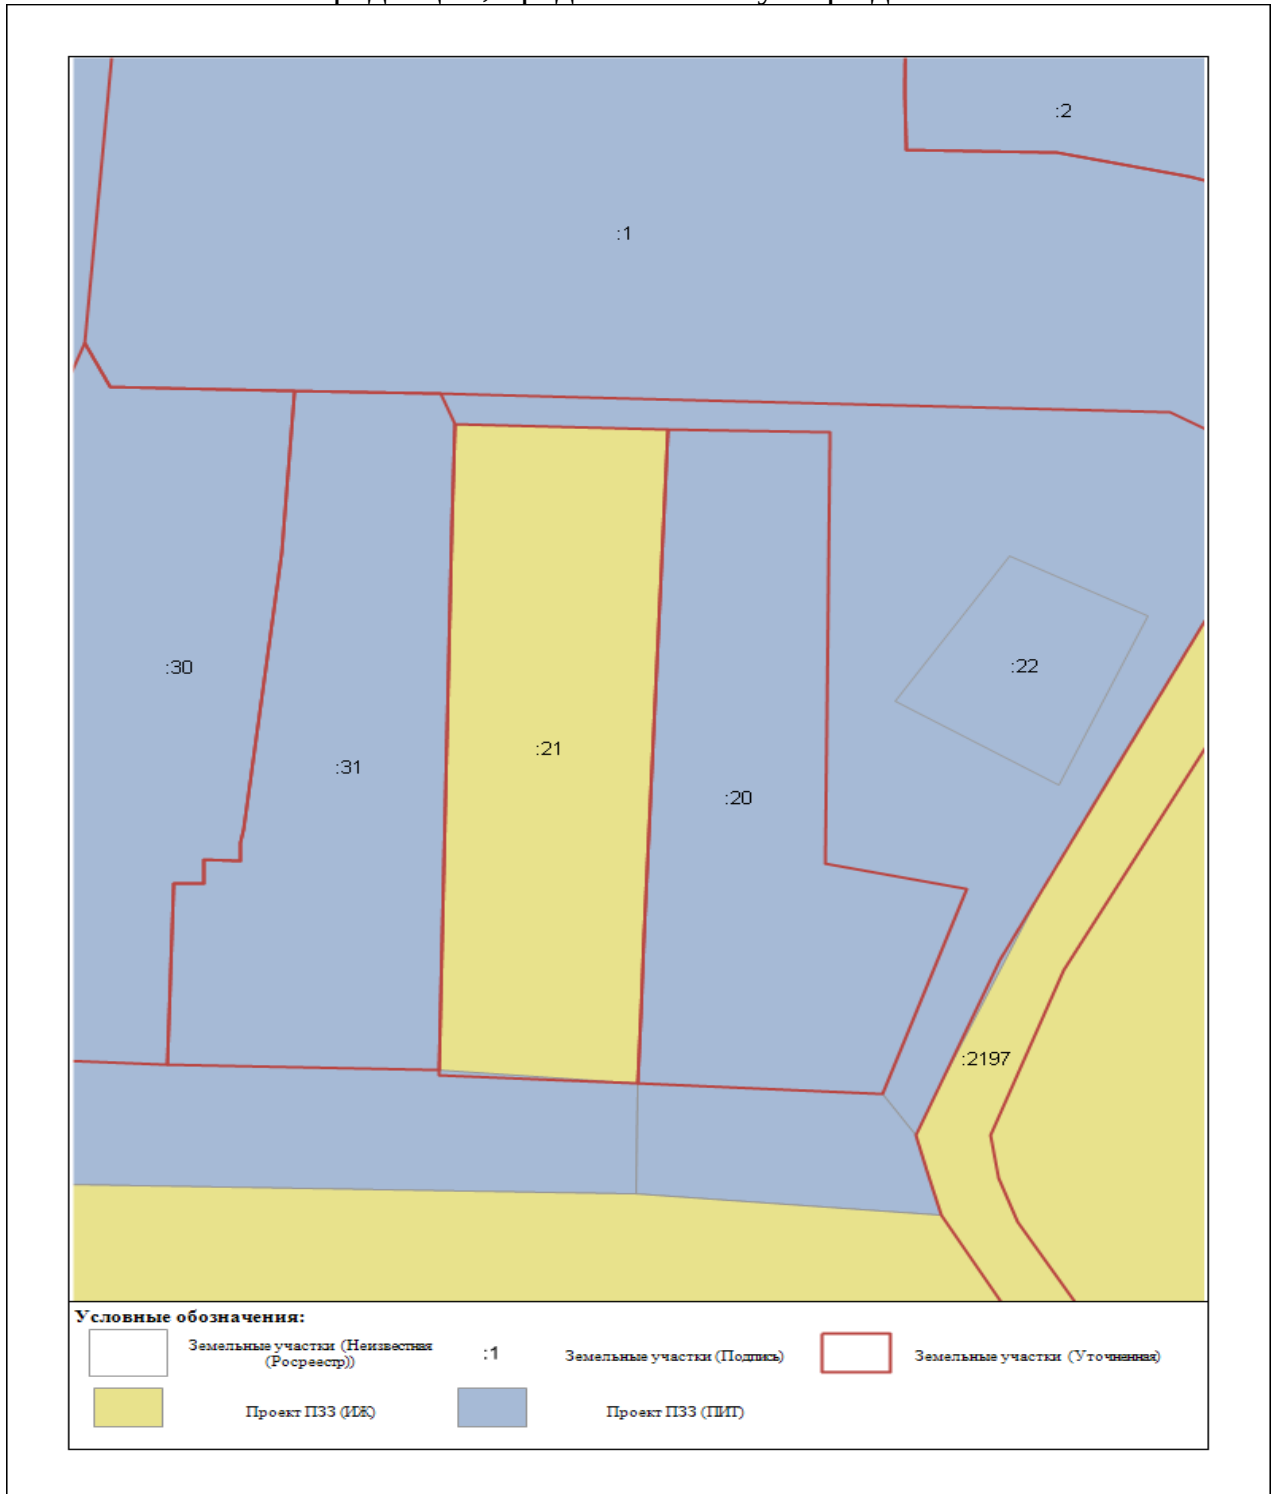 :2
:1
:30
:22
:21
:31
:20
:2197
Условные обозначения:
Земельные участки (Неизвестная
(Росреестр))
:1
Земельные участки (Подпись)
Земельные участки (Уточненная)
Проект ПЗЗ (ИЖ)
Проект ПЗЗ (ПИТ)